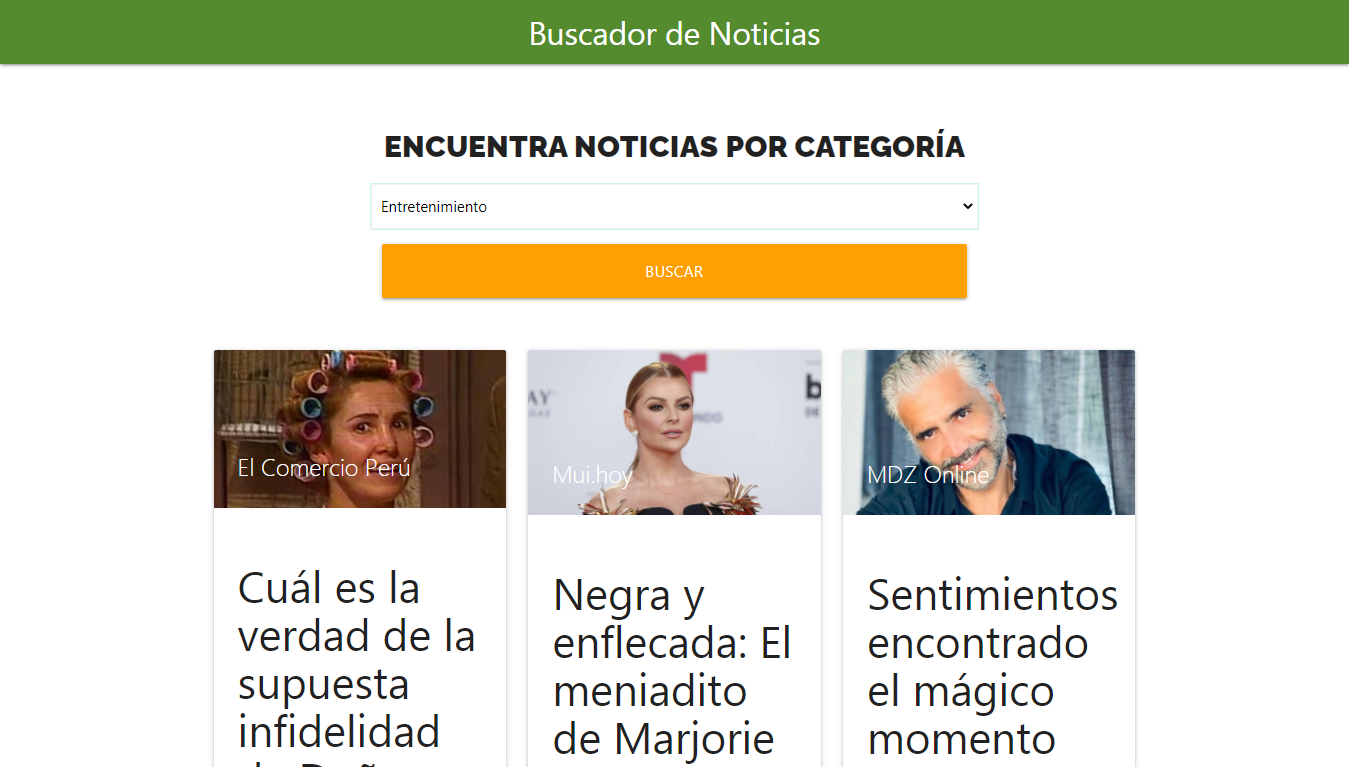 Buscador de Noticias
ENCUENTRA NOTICIAS POR CATEGORÍA
Entretenimiento
BUSCAR
El Comercio Perú
Cuál es la
verdad de la
supuesta
infidelidad
Mui.hoy
Negra y
enflecada: El
meniadito
de Marjorie
MDZ Online
Sentimientos
encontrado
el mágico
momento